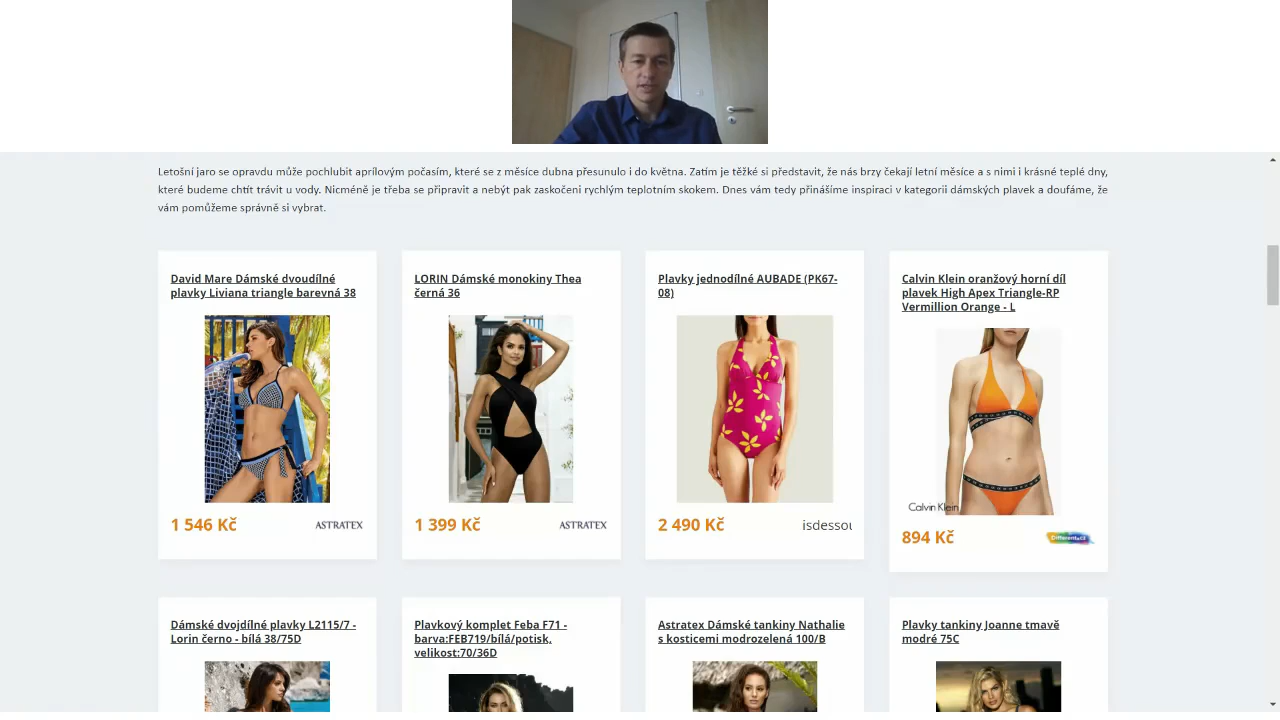 Letošní jaro se opravdu může pochlubit aprílovým počasím, které se z měsíce dubna přesunulo i do května. Zatím je těžké si představit, že nás brzy čekají letní měsíce a s nimi i krásné teplé dny,
které budeme chtít trávit u vody. Nicméně je třeba se připravit a nebýt pak zaskočeni rychlým teplotním skokem. Dnes vám tedy přinášíme inspiraci v kategorii dámských plavek a doufáme, že
vám pomůžeme správně si vybrat.
David Mare Dámské dvoudílné
plavky Liviana triangle barevná 38
1 546 Kč
ASTRATEX
LORIN Dámské monokiny Thea
černá 36
1 399 Kč
ASTRATEX
Plavky jednodílné AUBADE (PK67-
08)
2 490 Kč
isdessou
Calvin Klein oranžový horní díl
plavek High Apex Triangle-RP
Vermillion Orange - L
Calvin Klein
894 Kč
Different.cz
Dámské dvojdílné plavky L2115/7 -
Lorin černo - bílá 38/75D
Plavkový komplet Feba F71 -
barva:FEB719/bílá/potisk,
velikost:70/36D
Astratex Dámské tankiny Nathalie
s kosticemi modrozelená 100/B
Plavky tankiny Joanne tmavě
modré 75C